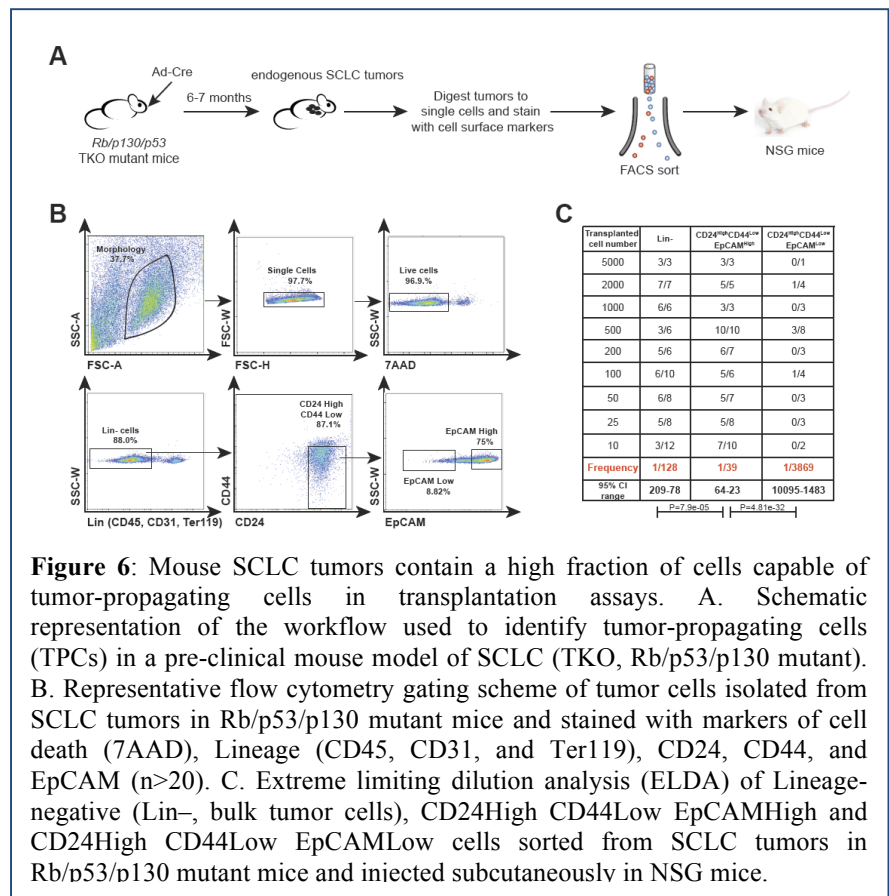 A
Ad-Cre
6-7 months
endogenous SCLC tumors
Rb/p130/p53
TKO mutant mice
Digest tumors to
single cells and stain
with cell surface markers
FACS sort
NSG mice
B
Morphology
37.7%
SSC-A
FSC-A
Single Cells
97.7%
FSC-W
FSC-H
Live cells
96.9.%
SSC-W
7AAD
Lin- cells
88.0%
SSC-W
Lin (CD45, CD31, Ter119)
CD24 High
CD44 Low
87.1%
CD44
CD24
EpCAM High
75%
EpCAM Low
8.82%
SSC-W
EpCAM
C
Transplanted cell number | Lin- | CD24HighCD44Low EpCAMHigh | CD24HighCD44Low EpCAMLow
5000 3/3 3/3 0/1
2000 7/7 5/5 1/4
1000 6/6 3/3 0/3
500 3/6 10/10 3/8
200 5/6 6/7 0/3
100 6/10 5/6 1/4
50 6/8 5/7 0/3
25 5/8 5/8 0/3
10 3/12 7/10 0/2
Frequency 1/128 1/39 1/3869
95% CI range 209-78 64-23 10095-1483
P=7.9e-05 P=4.81e-32
Figure 6: Mouse SCLC tumors contain a high fraction of cells capable of
tumor-propagating cells in transplantation assays. A. Schematic
representation of the workflow used to identify tumor-propagating cells
(TPCs) in a pre-clinical mouse model of SCLC (TKO, Rb/p53/p130 mutant).
B. Representative flow cytometry gating scheme of tumor cells isolated from
SCLC tumors in Rb/p53/p130 mutant mice and stained with markers of cell
death (7AAD), Lineage (CD45, CD31, and Ter119), CD24, CD44, and
EpCAM (n>20). C. Extreme limiting dilution analysis (ELDA) of Lineage-
negative (Lin–, bulk tumor cells), CD24High CD44Low EpCAMHigh and
CD24High CD44Low EpCAMLow cells sorted from SCLC tumors in
Rb/p53/p130 mutant mice and injected subcutaneously in NSG mice.